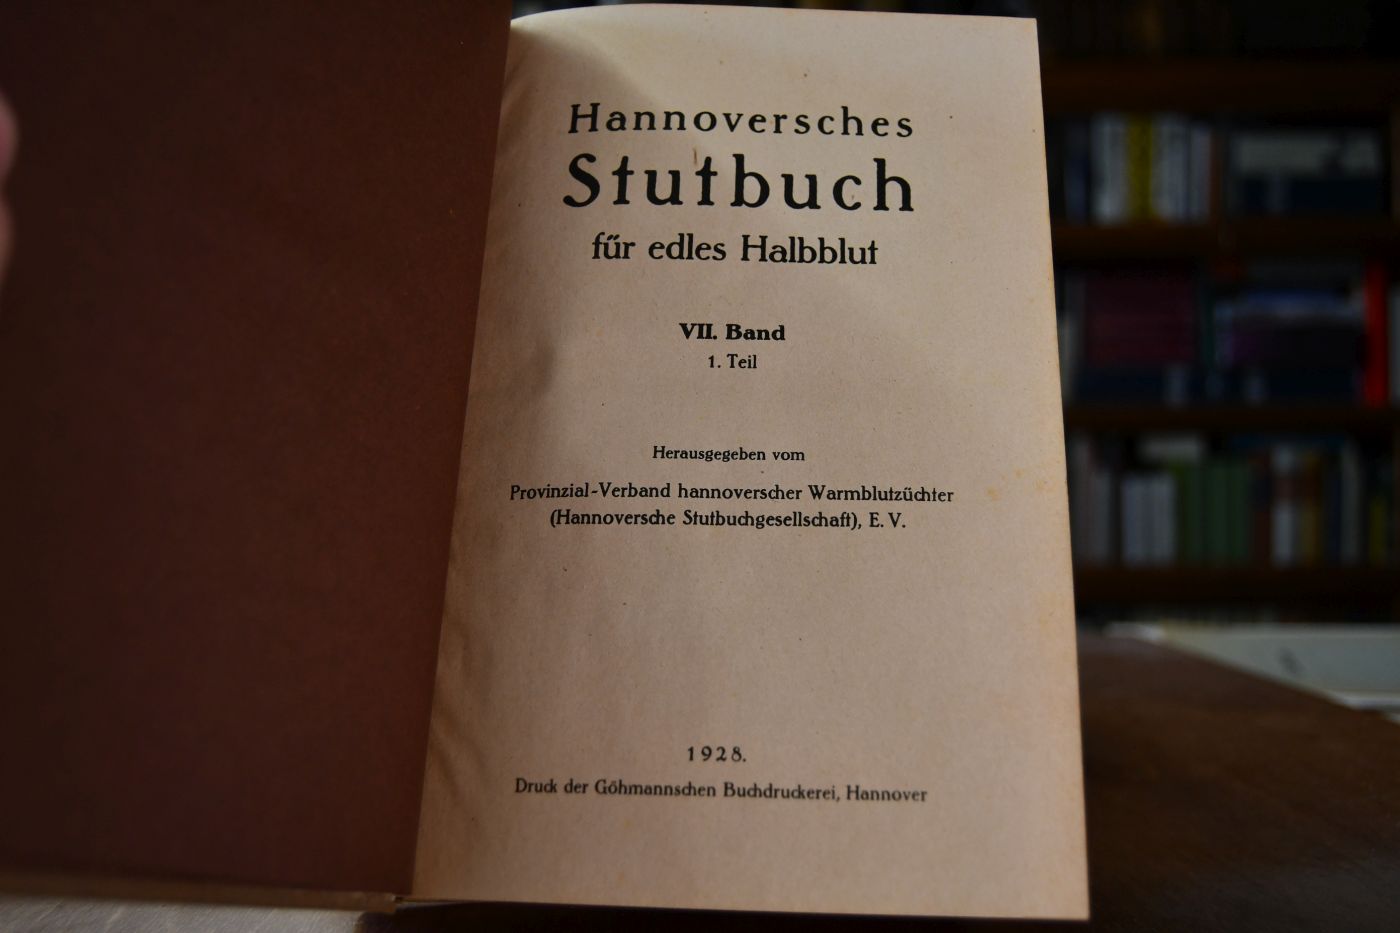 Hannoversches
Stutbuch
für edles Halbblut
VII. Band
1. Teil
Herausgegeben vom
Provinzial-Verband hannoverscher Warmblutzüchter
(Hannoversche Stutbuchgesellschaft), E. V.
1928.
Druck der Göhmannschen Buchdruckerei, Hannover